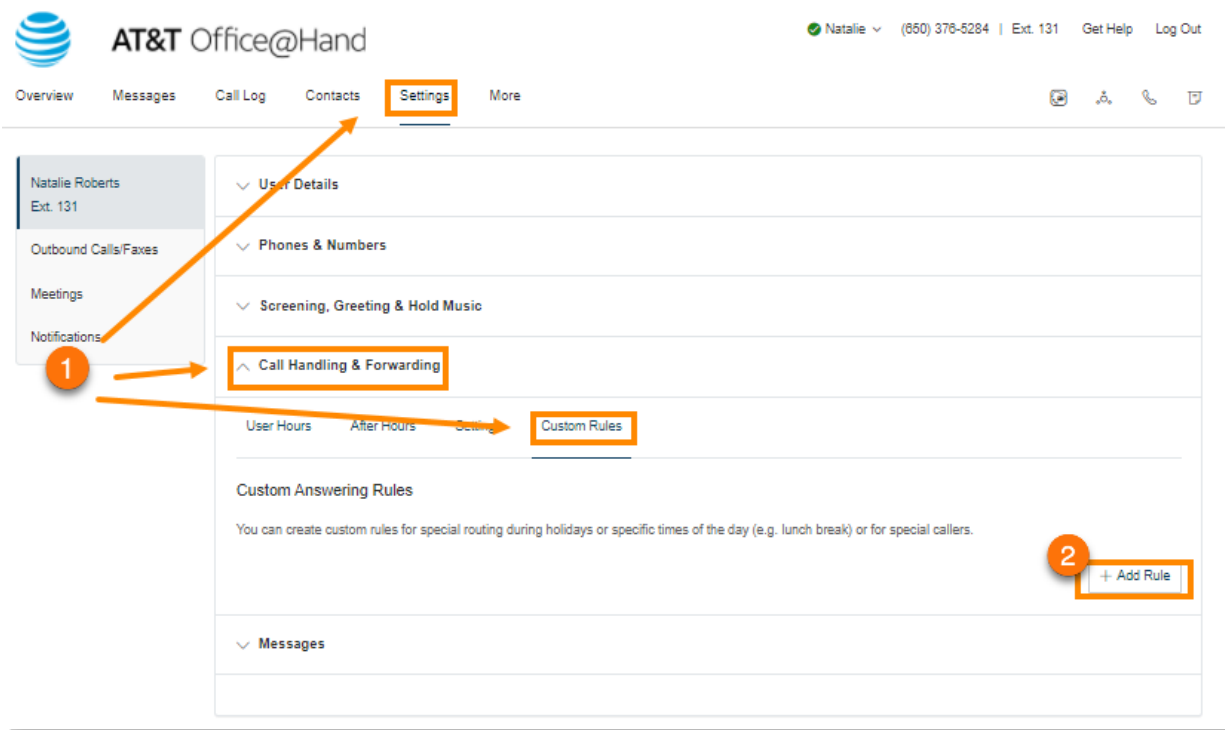 AT&T Office@Hand
Natalie (650) 376-5284 | Ext. 131 Get Help Log Out
Overview Messages Call Log Contacts Settings More
Natalie Roberts
Ext. 131
Outbound Calls/Faxes
Meetings
Notifications
User Details
Phones & Numbers
Screening, Greeting & Hold Music
1
Call Handling & Forwarding
User Hours After Hours Settings Custom Rules
Custom Answering Rules
You can create custom rules for special routing during holidays or specific times of the day (e.g. lunch break) or for special callers.
2
+ Add Rule
Messages